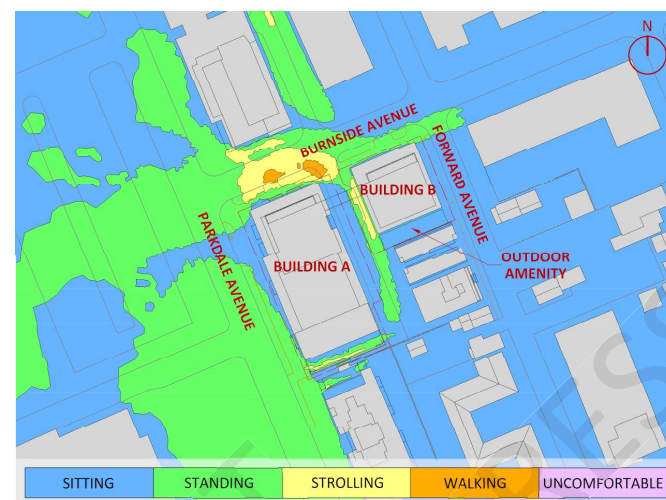 N
BURNSIDE AVENUE
FORWARD AVENUE
BUILDING B
PARKDALE AVENUE
BUILDING A
OUTDOOR
AMENITY
SITTING
STANDING
STROLLING
WALKING
UNCOMFORTABLE